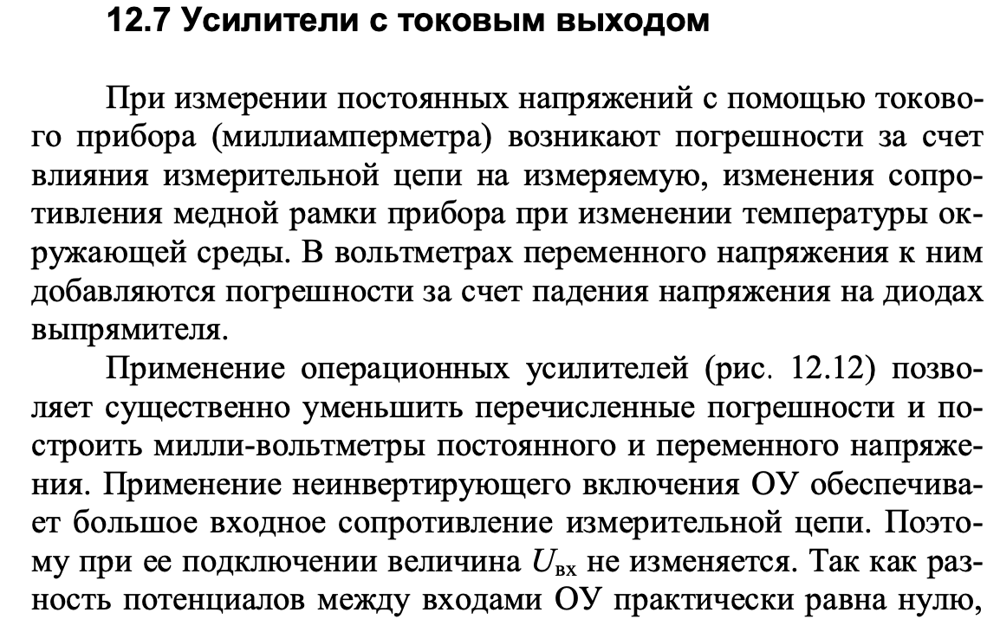 12.7 Усилители с токовым выходом
При измерении постоянных напряжений с помощью токово-
го прибора (миллиамперметра) возникают погрешности за счет
влияния измерительной цепи на измеряемую, изменения сопро-
тивления медной рамки прибора при изменении температуры ок-
ружающей среды. В вольтметрах переменного напряжения к ним
добавляются погрешности за счет падения напряжения на диодах
выпрямителя.
Применение операционных усилителей (рис. 12.12) позво-
ляет существенно уменьшить перечисленные погрешности и по-
строить милли-вольтметры постоянного и переменного напряже-
ния. Применение неинвертирующего включения ОУ обеспечива-
ет большое входное сопротивление измерительной цепи. Поэто-
му при ее подключении величина Uвх не изменяется. Так как раз-
ность потенциалов между входами ОУ практически равна нулю,